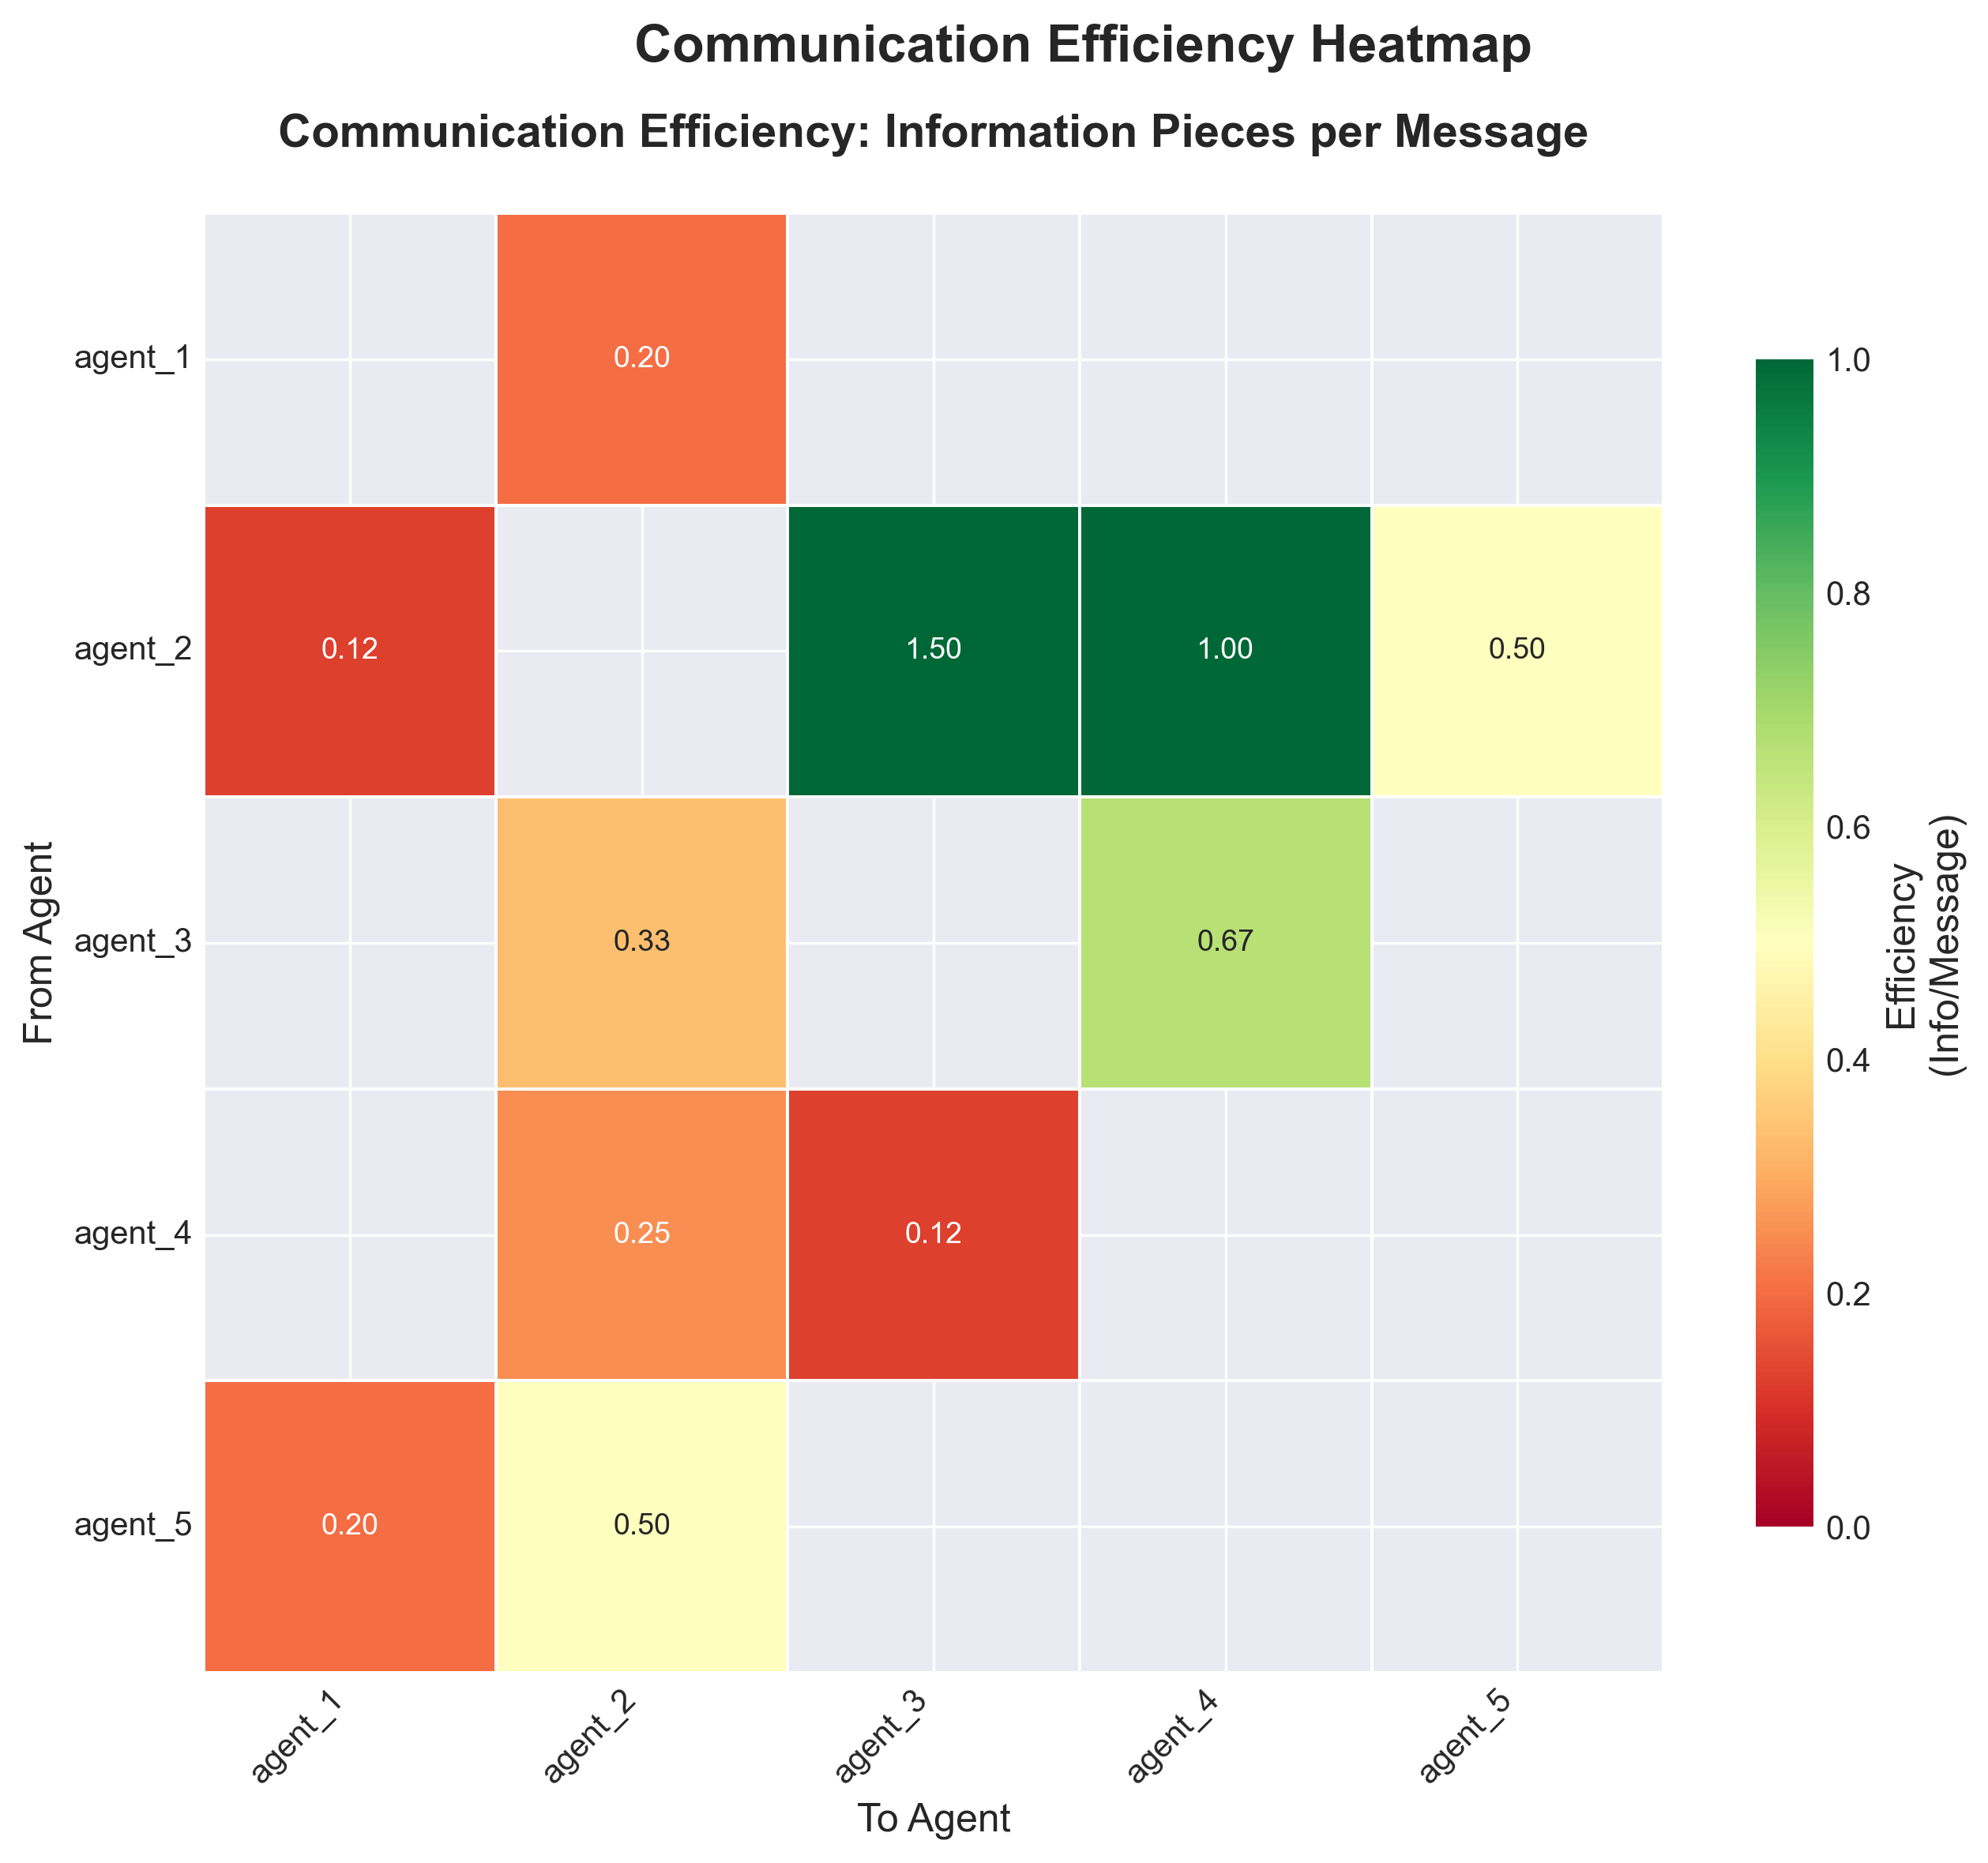 Communication Efficiency Heatmap
Communication Efficiency: Information Pieces per Message
agent_1
0.20
agent_2
0.12
1.50
1.00
0.50
agent_3
0.33
0.67
agent_4
0.25
0.12
agent_5
0.20
0.50
From Agent
agent_1
agent_2
agent_3
agent_4
agent_5
To Agent
1.0
0.8
0.6
0.4
0.2
0.0
Efficiency
(Info/Message)